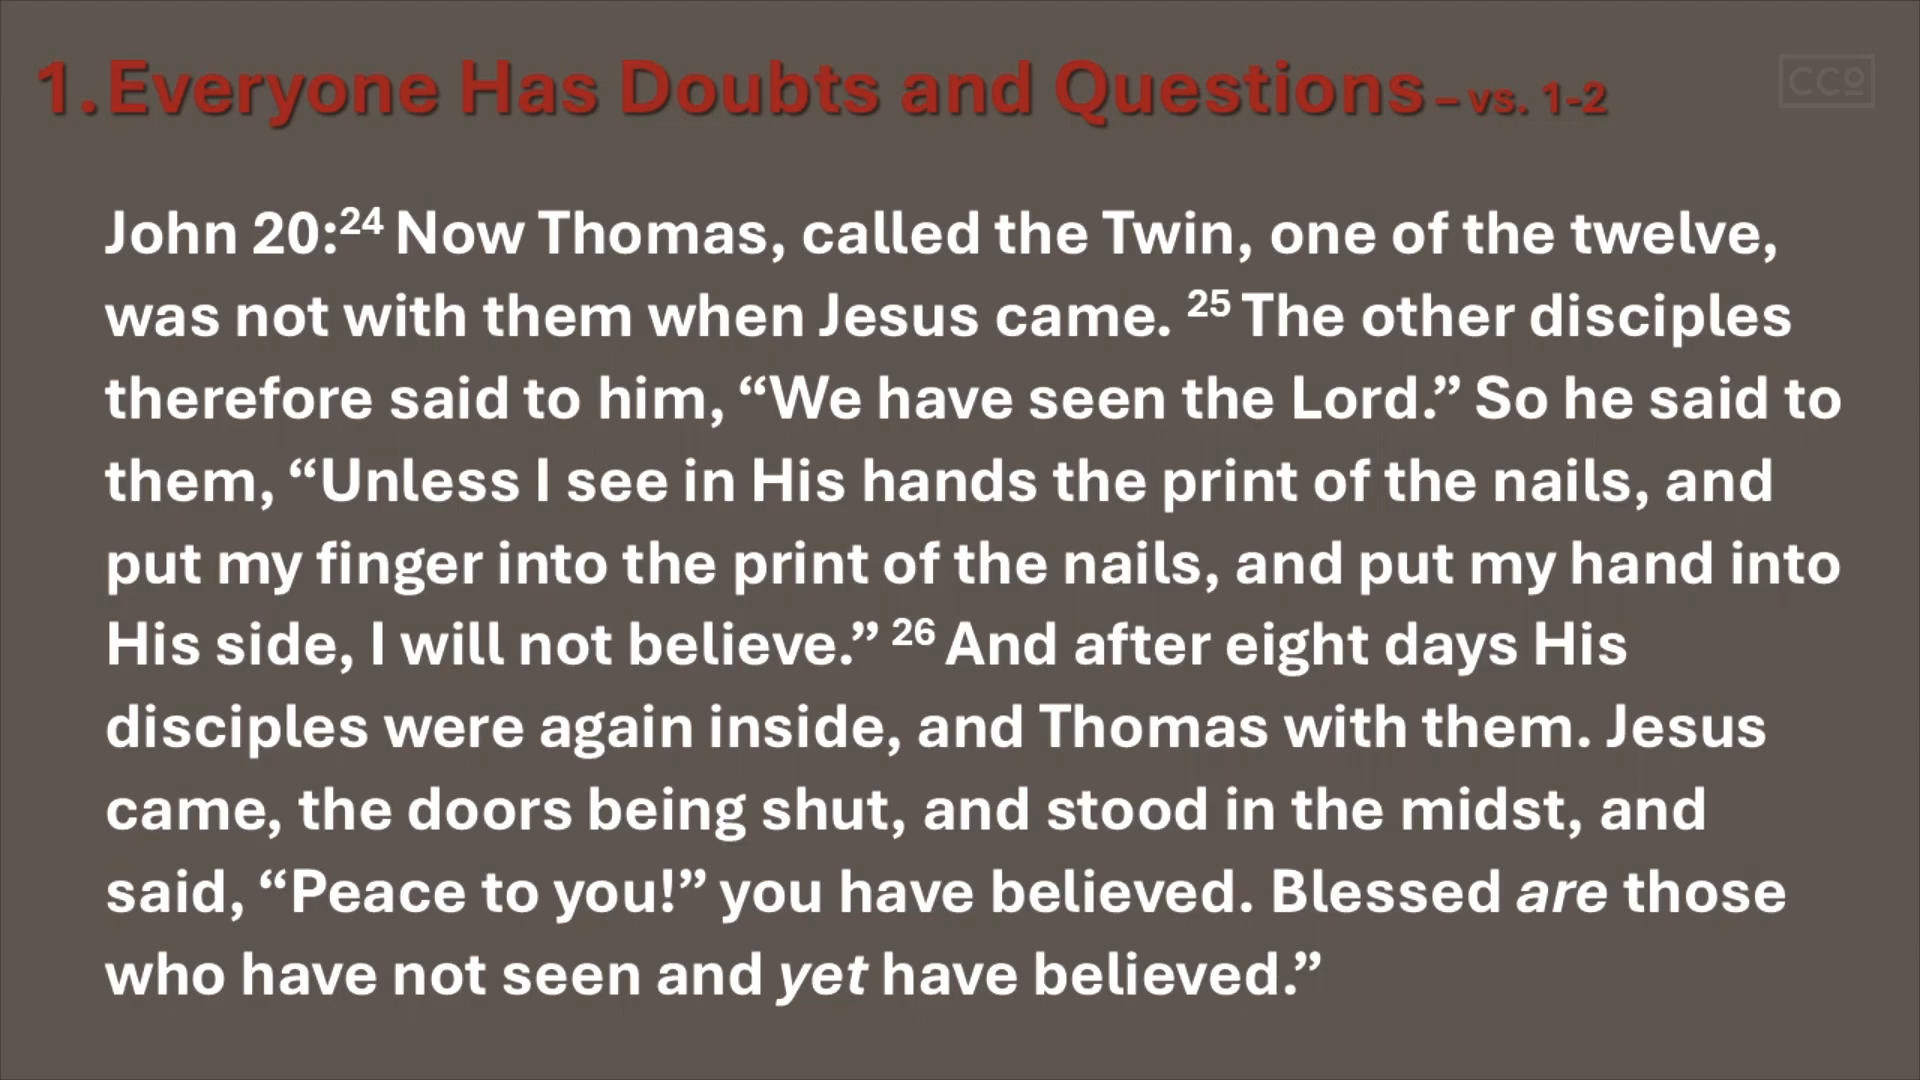 1. Everyone Has Doubts and Questions – vs. 1-2
CCO
John 20:24 Now Thomas, called the Twin, one of the twelve,
was not with them when Jesus came. 25 The other disciples
therefore said to him, “We have seen the Lord.” So he said to
them, “Unless I see in His hands the print of the nails, and
put my finger into the print of the nails, and put my hand into
His side, I will not believe.” 26 And after eight days His
disciples were again inside, and Thomas with them. Jesus
came, the doors being shut, and stood in the midst, and
said, “Peace to you!” you have believed. Blessed are those
who have not seen and yet have believed.”